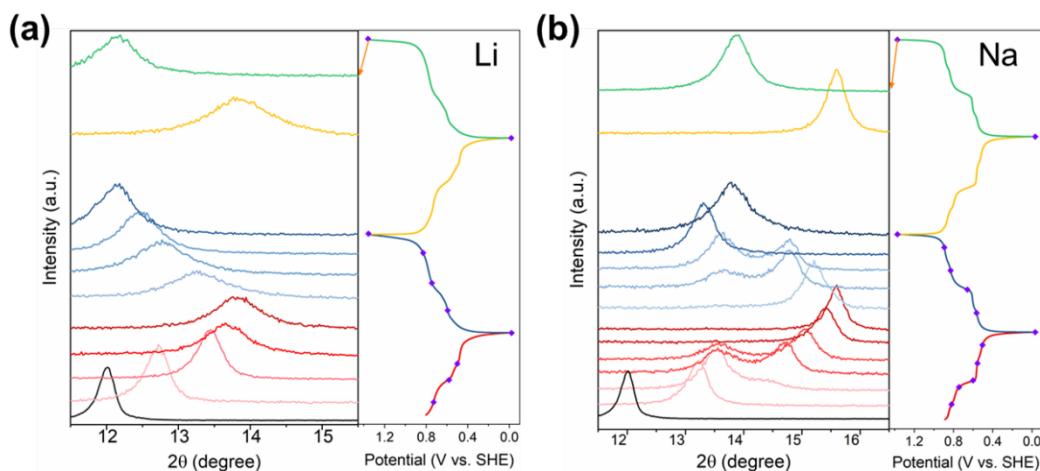 (a)
Li
Intensity (a.u.)
12 13 14 15
2θ (degree)
1.2 0.8 0.4 0.0
Potential (V vs. SHE)
(b)
Na
Intensity (a.u.)
12 13 14 15 16
2θ (degree)
1.2 0.8 0.4 0.0
Potential (V vs. SHE)